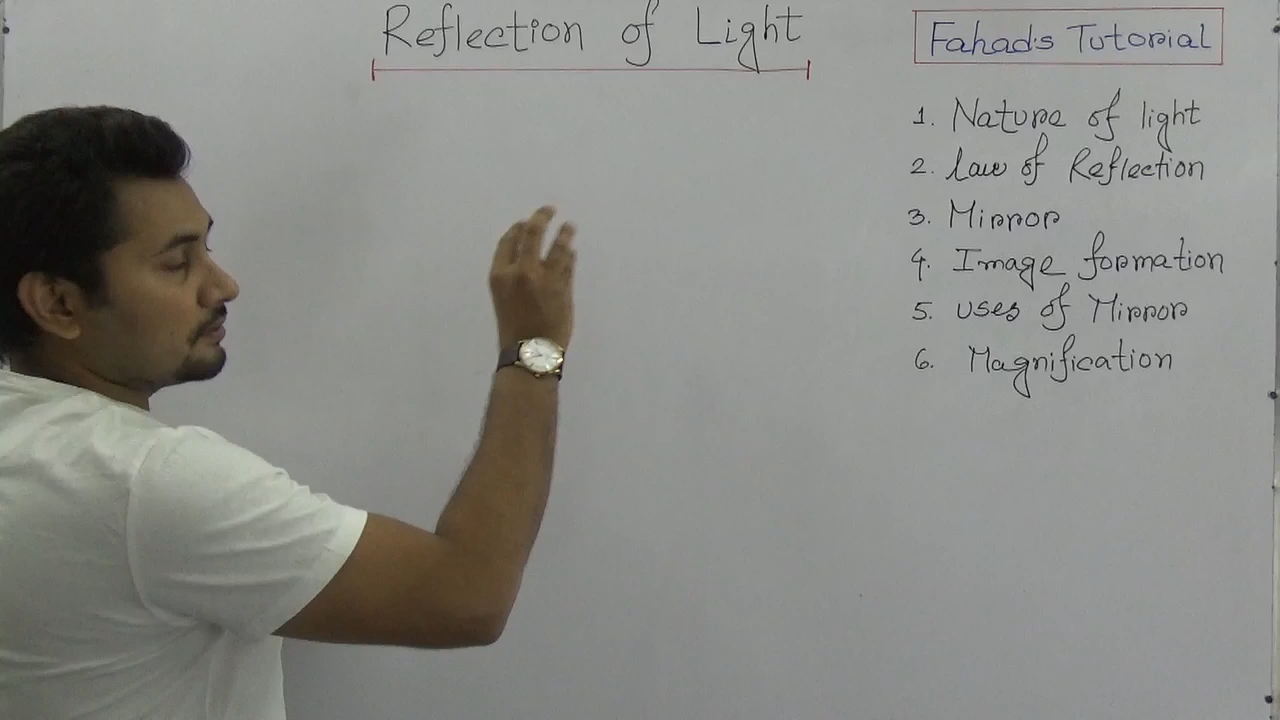 Reflection of Light
Fahad's Tutorial
1. Nature of light
2. Law of Reflection
3. Mirror
4. Image formation
5. Uses of Mirror
6. Magnification